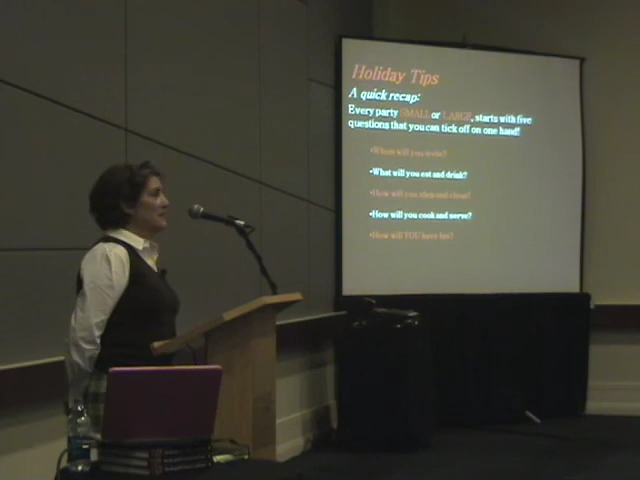 Holiday Tips
A quick recap:
Every party SMALL or LARGE, starts with five
questions that you can tick off on one hand!
•Whom will you invite?
•What will you eat and drink?
•How will you shop and clean?
•How will you cook and serve?
•How will YOU have fun?